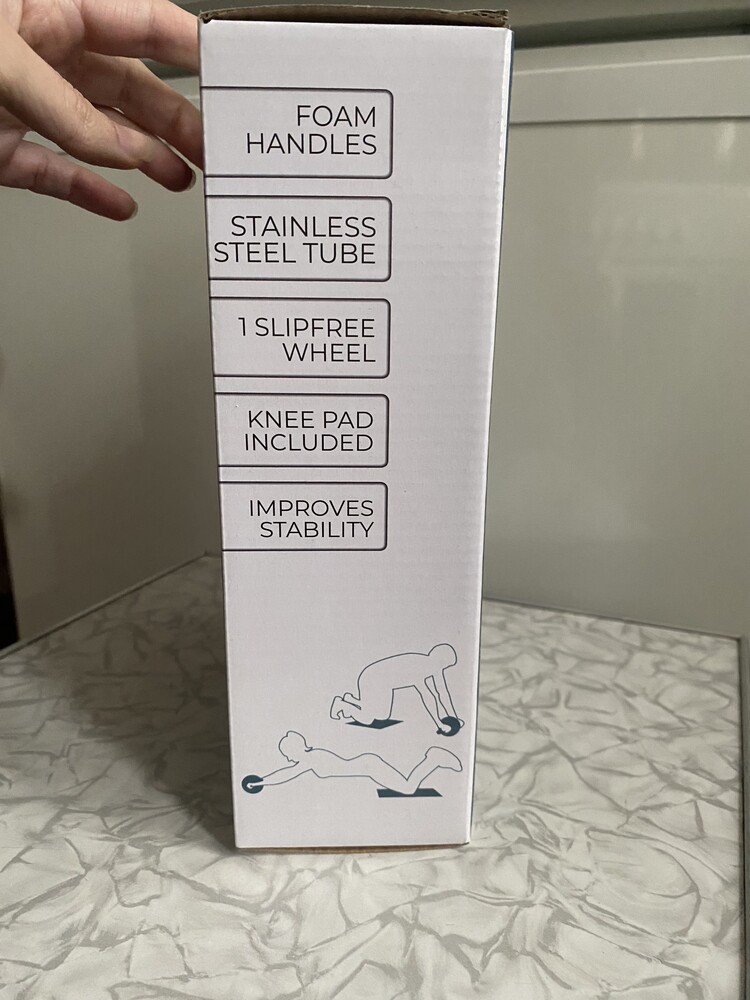 FOAM
HANDLES
STAINLESS
STEEL TUBE
1 SLIPFREE
WHEEL
KNEE PAD
INCLUDED
IMPROVES
STABILITY